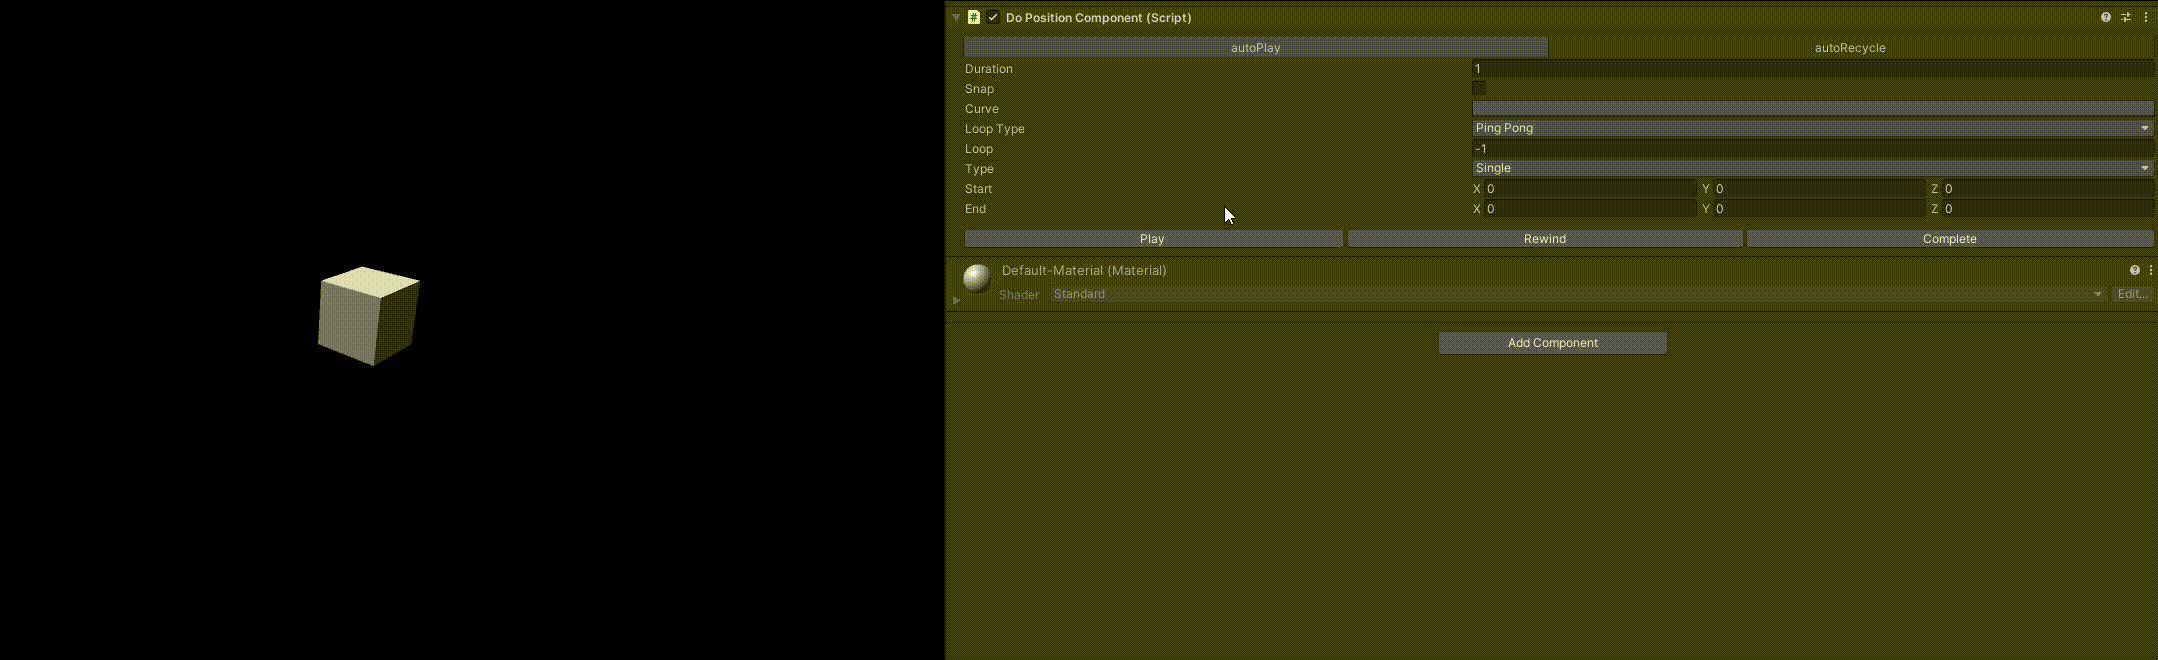 Do Position Component (Script)
autoPlay autoRecycle
Duration 1
Snap
Curve
Loop Type Ping Pong
Loop -1
Type Single
Start X 0 Y 0 Z 0
End X 0 Y 0 Z 0
Play Rewind Complete
Default-Material (Material)
Shader Standard Edit...
Add Component